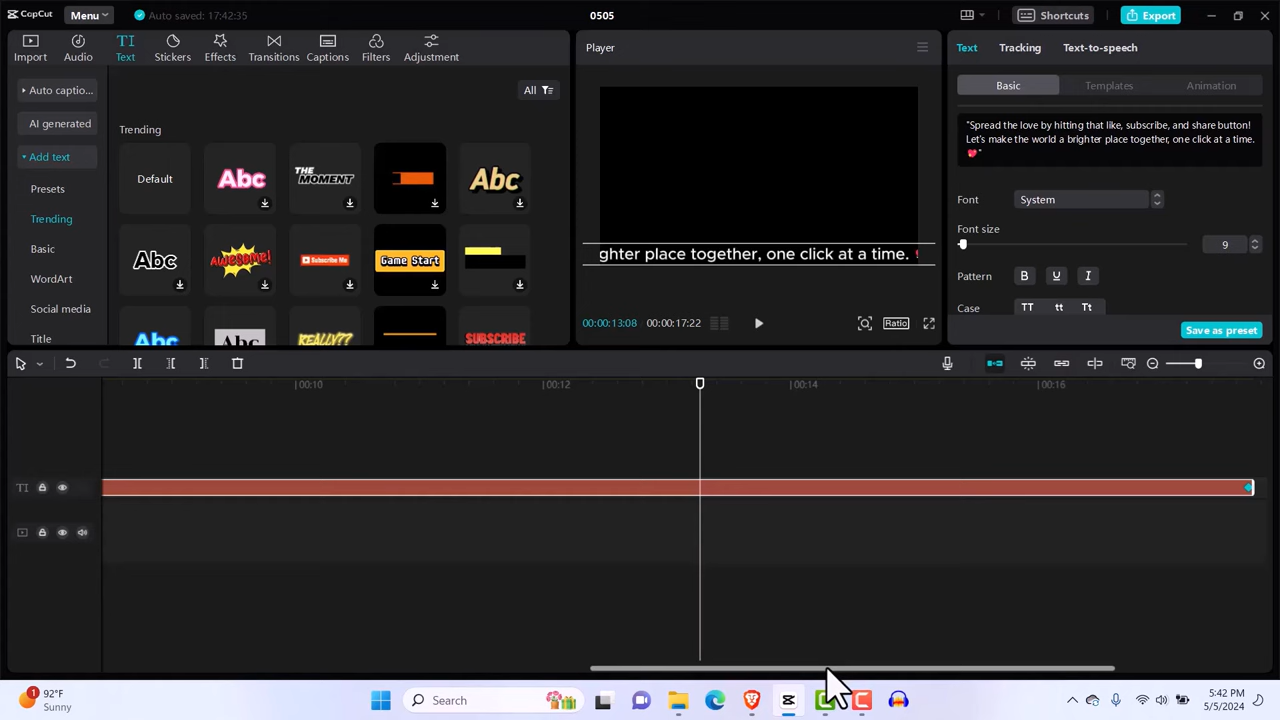 CapCut
Menu
Auto saved: 17:42:35
0505
Shortcuts
Export
Import
Audio
Text
Stickers
Effects
Transitions
Captions
Filters
Adjustment
Auto captio...
AI generated
Add text
Presets
Trending
Basic
WordArt
Social media
Title
All
Trending
Default
Abc
THE
MOMENT
Abc
Abc
AWESOME!
Subscribe Me
Game Start
Abc
Abc
REALLY??
SUBSCRIBE
Player
ghter place together, one click at a time.
00:00:13:08
00:00:17:22
Ratio
Text
Tracking
Text-to-speech
Basic
Templates
Animation
"Spread the love by hitting that like, subscribe, and share button!
Let's make the world a brighter place together, one click at a time.
💖"
Font
System
Font size
9
Pattern
B
U
I
Case
TT
tt
Tt
Save as preset
00:10
00:12
00:14
00:16
TI
1
92°F
Sunny
Search
5:42 PM
5/5/2024